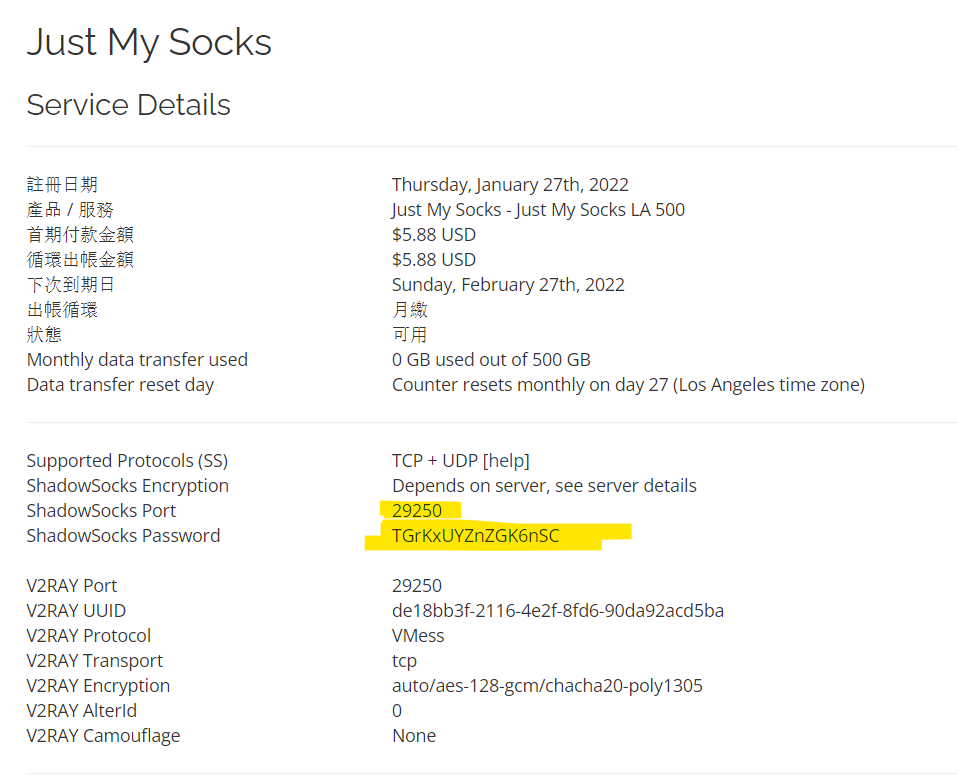 Just My Socks
Service Details
註冊日期 Thursday, January 27th, 2022
產品 / 服務 Just My Socks - Just My Socks LA 500
首期付款金額 $5.88 USD
循環出帳金額 $5.88 USD
下次到期日 Sunday, February 27th, 2022
出帳循環 月繳
狀態 可用
Monthly data transfer used 0 GB used out of 500 GB
Data transfer reset day Counter resets monthly on day 27 (Los Angeles time zone)
Supported Protocols (SS) TCP + UDP [help]
ShadowSocks Encryption Depends on server, see server details
ShadowSocks Port 29250
ShadowSocks Password TGrKxUYZnZGK6nSC
V2RAY Port 29250
V2RAY UUID de18bb3f-2116-4e2f-8fd6-90da92acd5ba
V2RAY Protocol VMess
V2RAY Transport tcp
V2RAY Encryption auto/aes-128-gcm/chacha20-poly1305
V2RAY AlterId 0
V2RAY Camouflage None